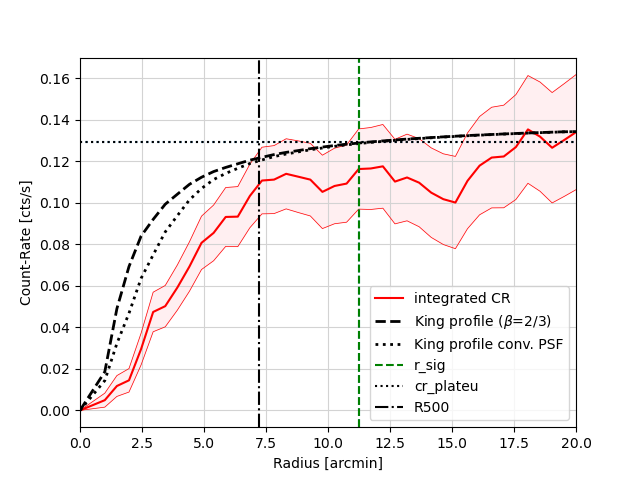 0.16
0.14
0.12
0.10
0.08
0.06
0.04
0.02
0.00
Count-Rate [cts/s]
integrated CR
King profile (β=2/3)
King profile conv. PSF
r_sig
cr_plateu
R500
0.0 2.5 5.0 7.5 10.0 12.5 15.0 17.5 20.0
Radius [arcmin]